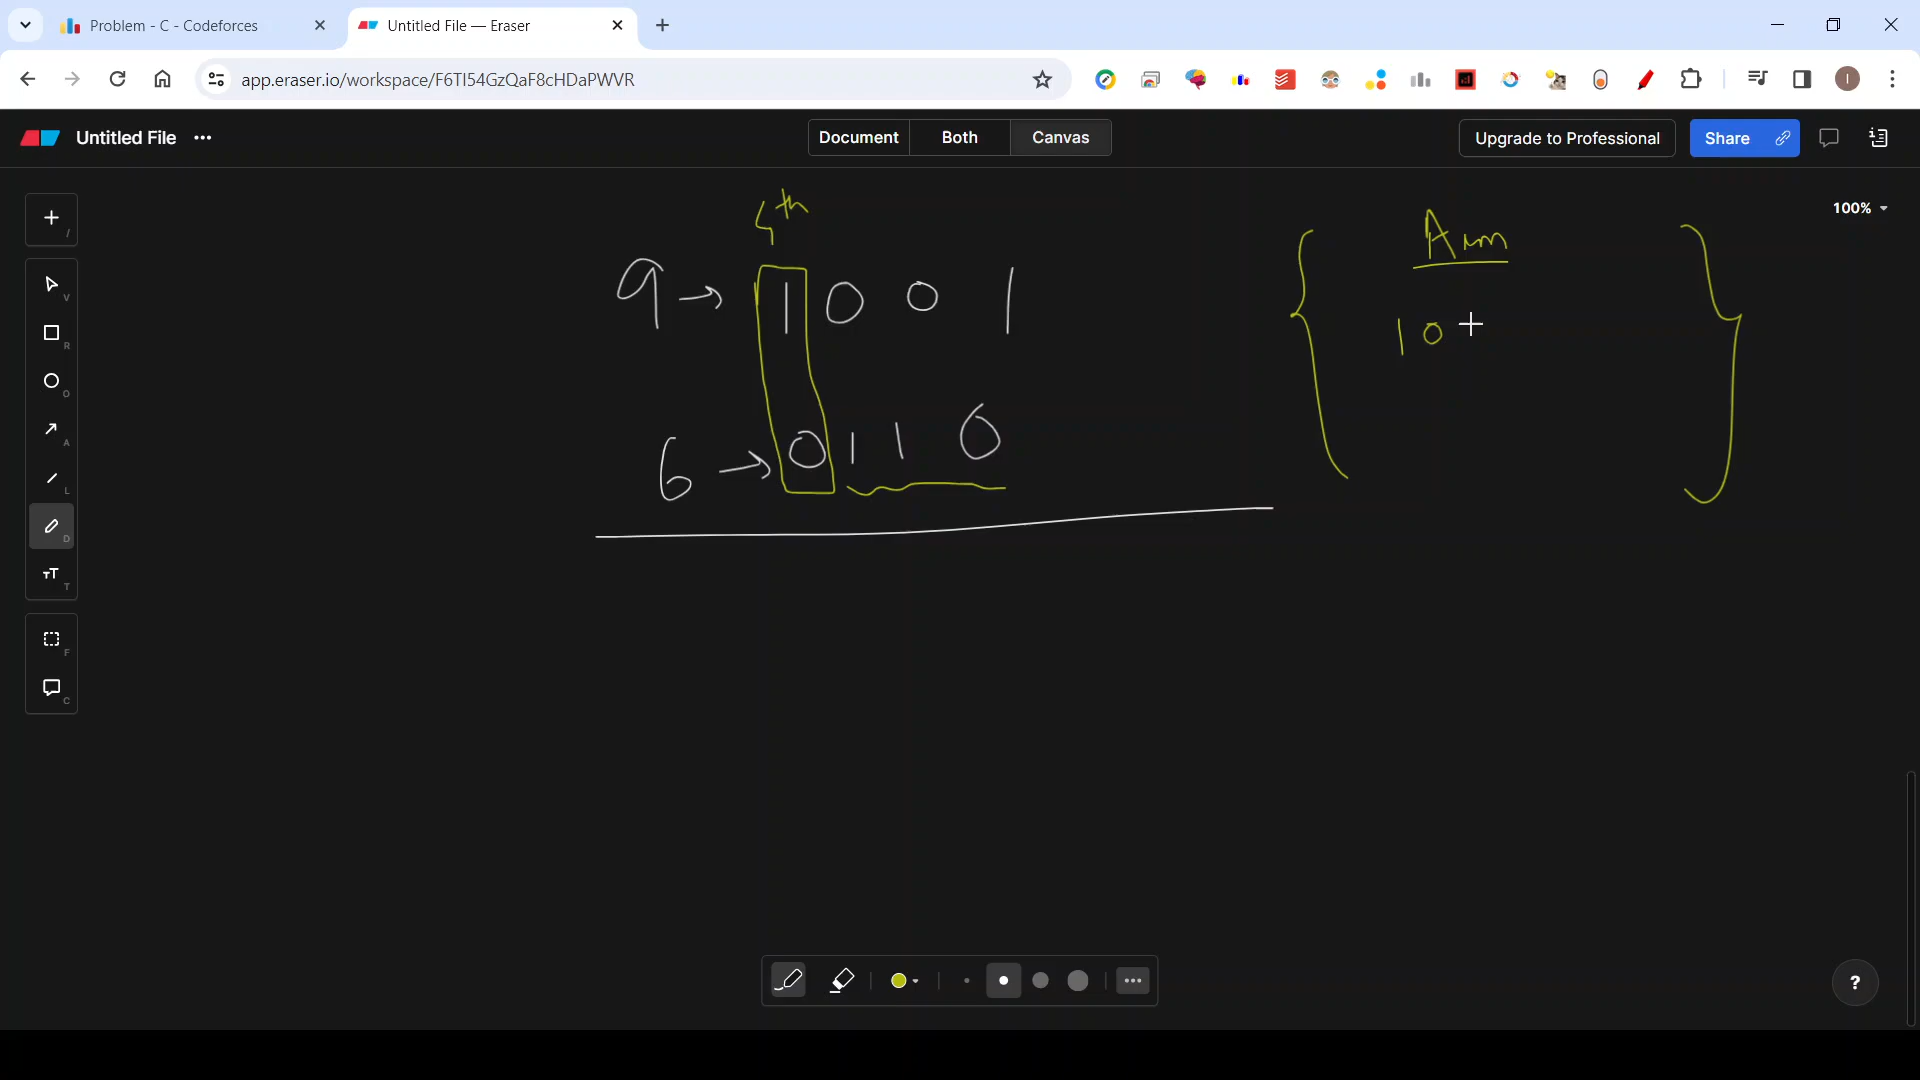 Problem - C - Codeforces
Untitled File — Eraser
app.eraser.io/workspace/F6TI54GzQaF8cHDaPWVR
I
Untitled File
Document Both Canvas
Upgrade to Professional
Share
100%
/
V
R
O
A
L
D
T
F
C
4th
9 → 1 0 0 1
6 → 0 1 1 0
Aim
1 0
?